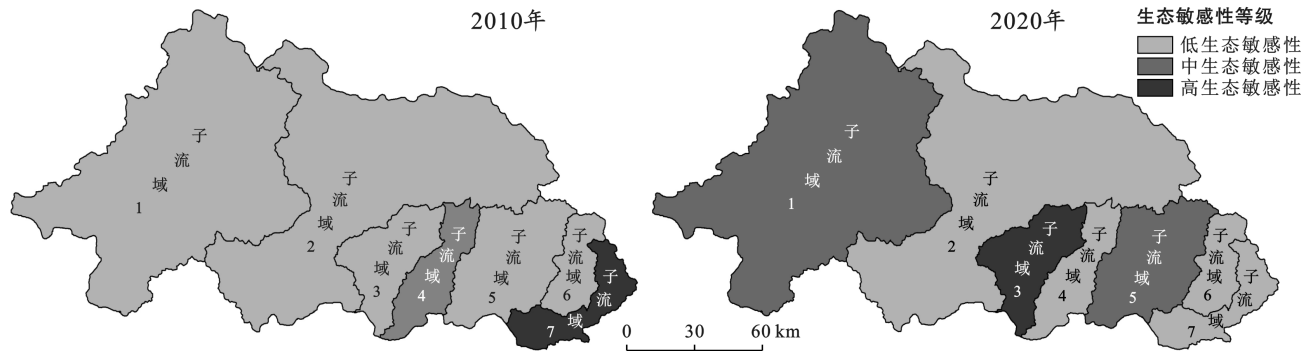 2010年
子流域1
子流域2
子流域3
子流域4
子流域5
子流域6
子流域7
0 30 60 km
2020年
子流域1
子流域2
子流域3
子流域4
子流域5
子流域6
子流域7
生态敏感性等级
低生态敏感性
中生态敏感性
高生态敏感性